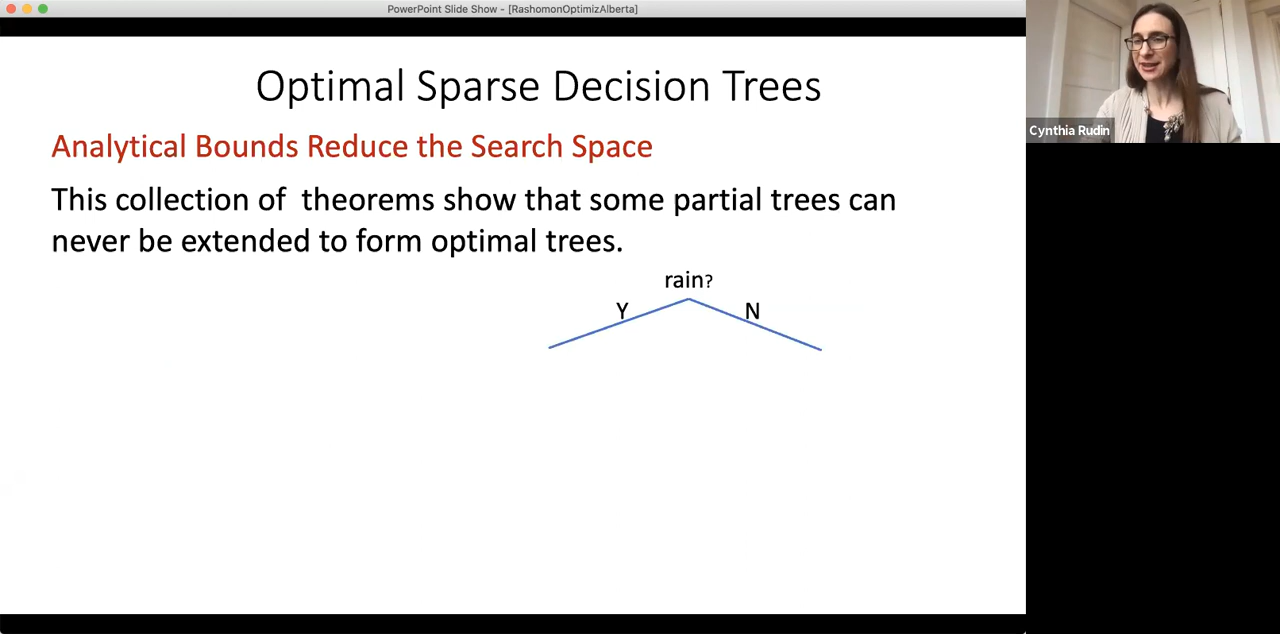 PowerPoint Slide Show - [RashomonOptimizAlberta]
Optimal Sparse Decision Trees
Analytical Bounds Reduce the Search Space
This collection of theorems show that some partial trees can
never be extended to form optimal trees.
rain?
Y
N
Cynthia Rudin